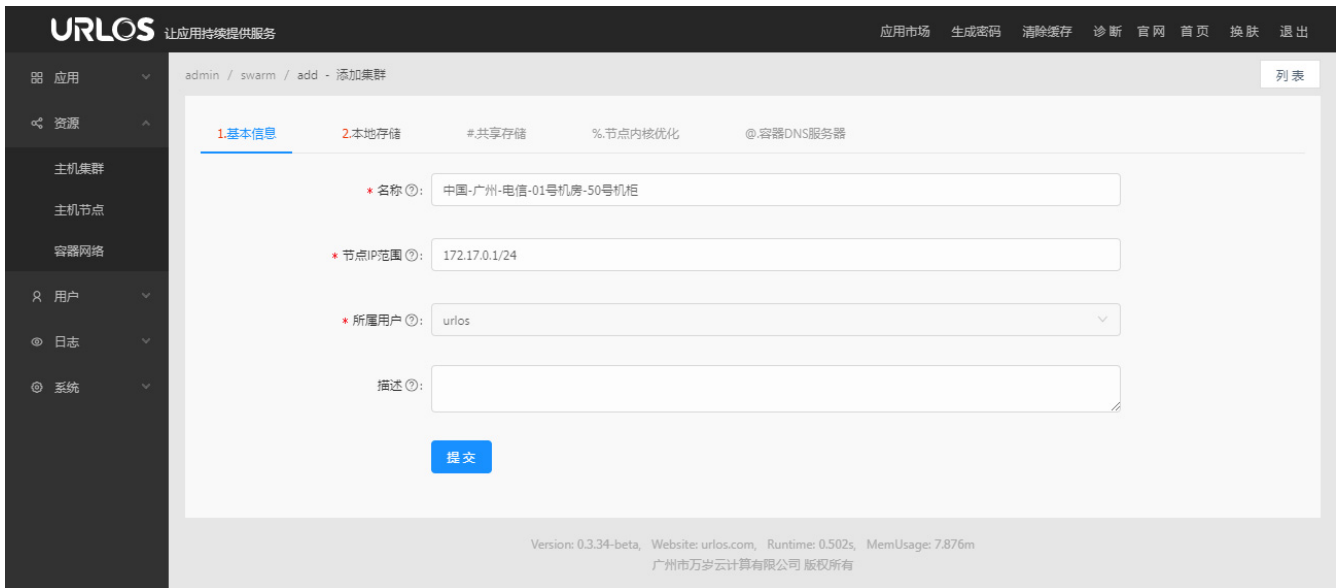 URLOS 让应用持续提供服务 应用市场 生成密码 清除缓存 诊断 官网 首页 换肤 退出
应用
admin / swarm / add - 添加集群 列表
资源
1.基本信息 2.本地存储 #.共享存储 %.节点内核优化 @.容器DNS服务器
主机集群
* 名称?: 中国-广州-电信-01号机房-50号机柜
主机节点
容器网络
* 节点IP范围?: 172.17.0.1/24
用户
* 所属用户?: urlos
日志
系统
描述?:
提交
Version: 0.3.34-beta, Website: urlos.com, Runtime: 0.502s, MemUsage: 7.876m
广州市万岁云计算有限公司 版权所有